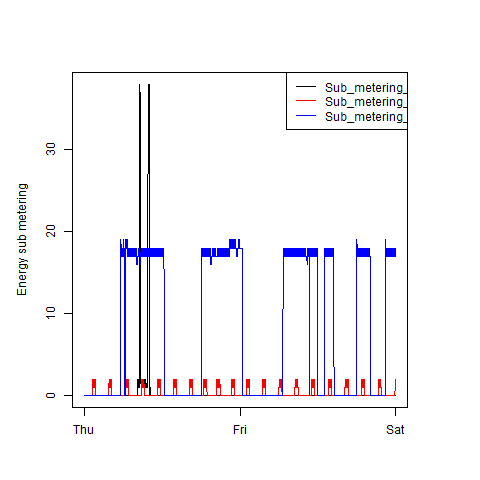 Sub_metering_
Sub_metering_
Sub_metering_
Energy sub metering
30
20
10
0
Thu Fri Sat